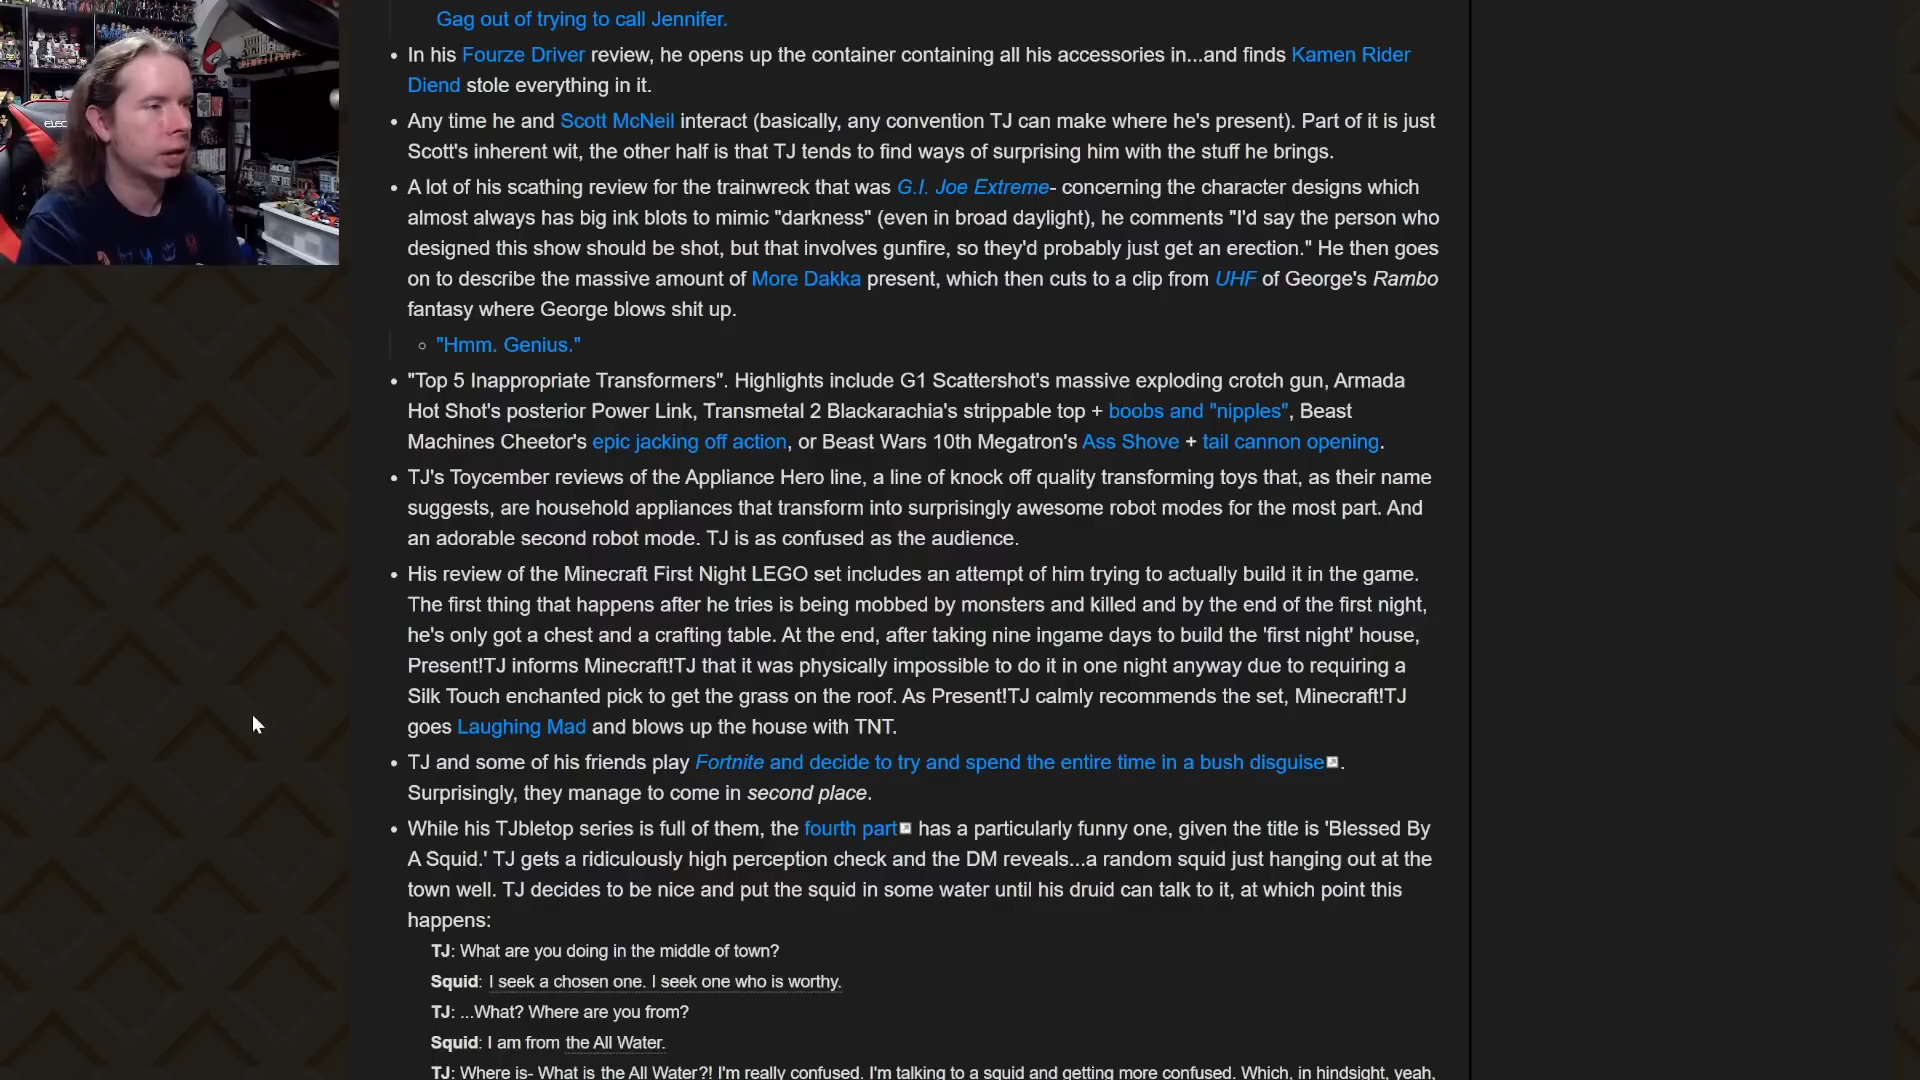 Gag out of trying to call Jennifer.
• In his Fourze Driver review, he opens up the container containing all his accessories in...and finds Kamen Rider
Diend stole everything in it.
• Any time he and Scott McNeil interact (basically, any convention TJ can make where he's present). Part of it is just
Scott's inherent wit, the other half is that TJ tends to find ways of surprising him with the stuff he brings.
• A lot of his scathing review for the trainwreck that was G.I. Joe Extreme- concerning the character designs which
almost always has big ink blots to mimic "darkness" (even in broad daylight), he comments "I'd say the person who
designed this show should be shot, but that involves gunfire, so they'd probably just get an erection." He then goes
on to describe the massive amount of More Dakka present, which then cuts to a clip from UHF of George's Rambo
fantasy where George blows shit up.
◦ "Hmm. Genius."
• "Top 5 Inappropriate Transformers". Highlights include G1 Scattershot's massive exploding crotch gun, Armada
Hot Shot's posterior Power Link, Transmetal 2 Blackarachia's strippable top + boobs and "nipples", Beast
Machines Cheetor's epic jacking off action, or Beast Wars 10th Megatron's Ass Shove + tail cannon opening.
• TJ's Toycember reviews of the Appliance Hero line, a line of knock off quality transforming toys that, as their name
suggests, are household appliances that transform into surprisingly awesome robot modes for the most part. And
an adorable second robot mode. TJ is as confused as the audience.
• His review of the Minecraft First Night LEGO set includes an attempt of him trying to actually build it in the game.
The first thing that happens after he tries is being mobbed by monsters and killed and by the end of the first night,
he's only got a chest and a crafting table. At the end, after taking nine ingame days to build the 'first night' house,
Present!TJ informs Minecraft!TJ that it was physically impossible to do it in one night anyway due to requiring a
Silk Touch enchanted pick to get the grass on the roof. As Present!TJ calmly recommends the set, Minecraft!TJ
goes Laughing Mad and blows up the house with TNT.
• TJ and some of his friends play Fortnite and decide to try and spend the entire time in a bush disguise.
Surprisingly, they manage to come in second place.
• While his TJbletop series is full of them, the fourth part has a particularly funny one, given the title is 'Blessed By
A Squid.' TJ gets a ridiculously high perception check and the DM reveals...a random squid just hanging out at the
town well. TJ decides to be nice and put the squid in some water until his druid can talk to it, at which point this
happens:
TJ: What are you doing in the middle of town?
Squid: I seek a chosen one. I seek one who is worthy.
TJ: ...What? Where are you from?
Squid: I am from the All Water.
TJ: Where is- What is the All Water?! I'm really confused. I'm talking to a squid and getting more confused. Which, in hindsight, yeah,